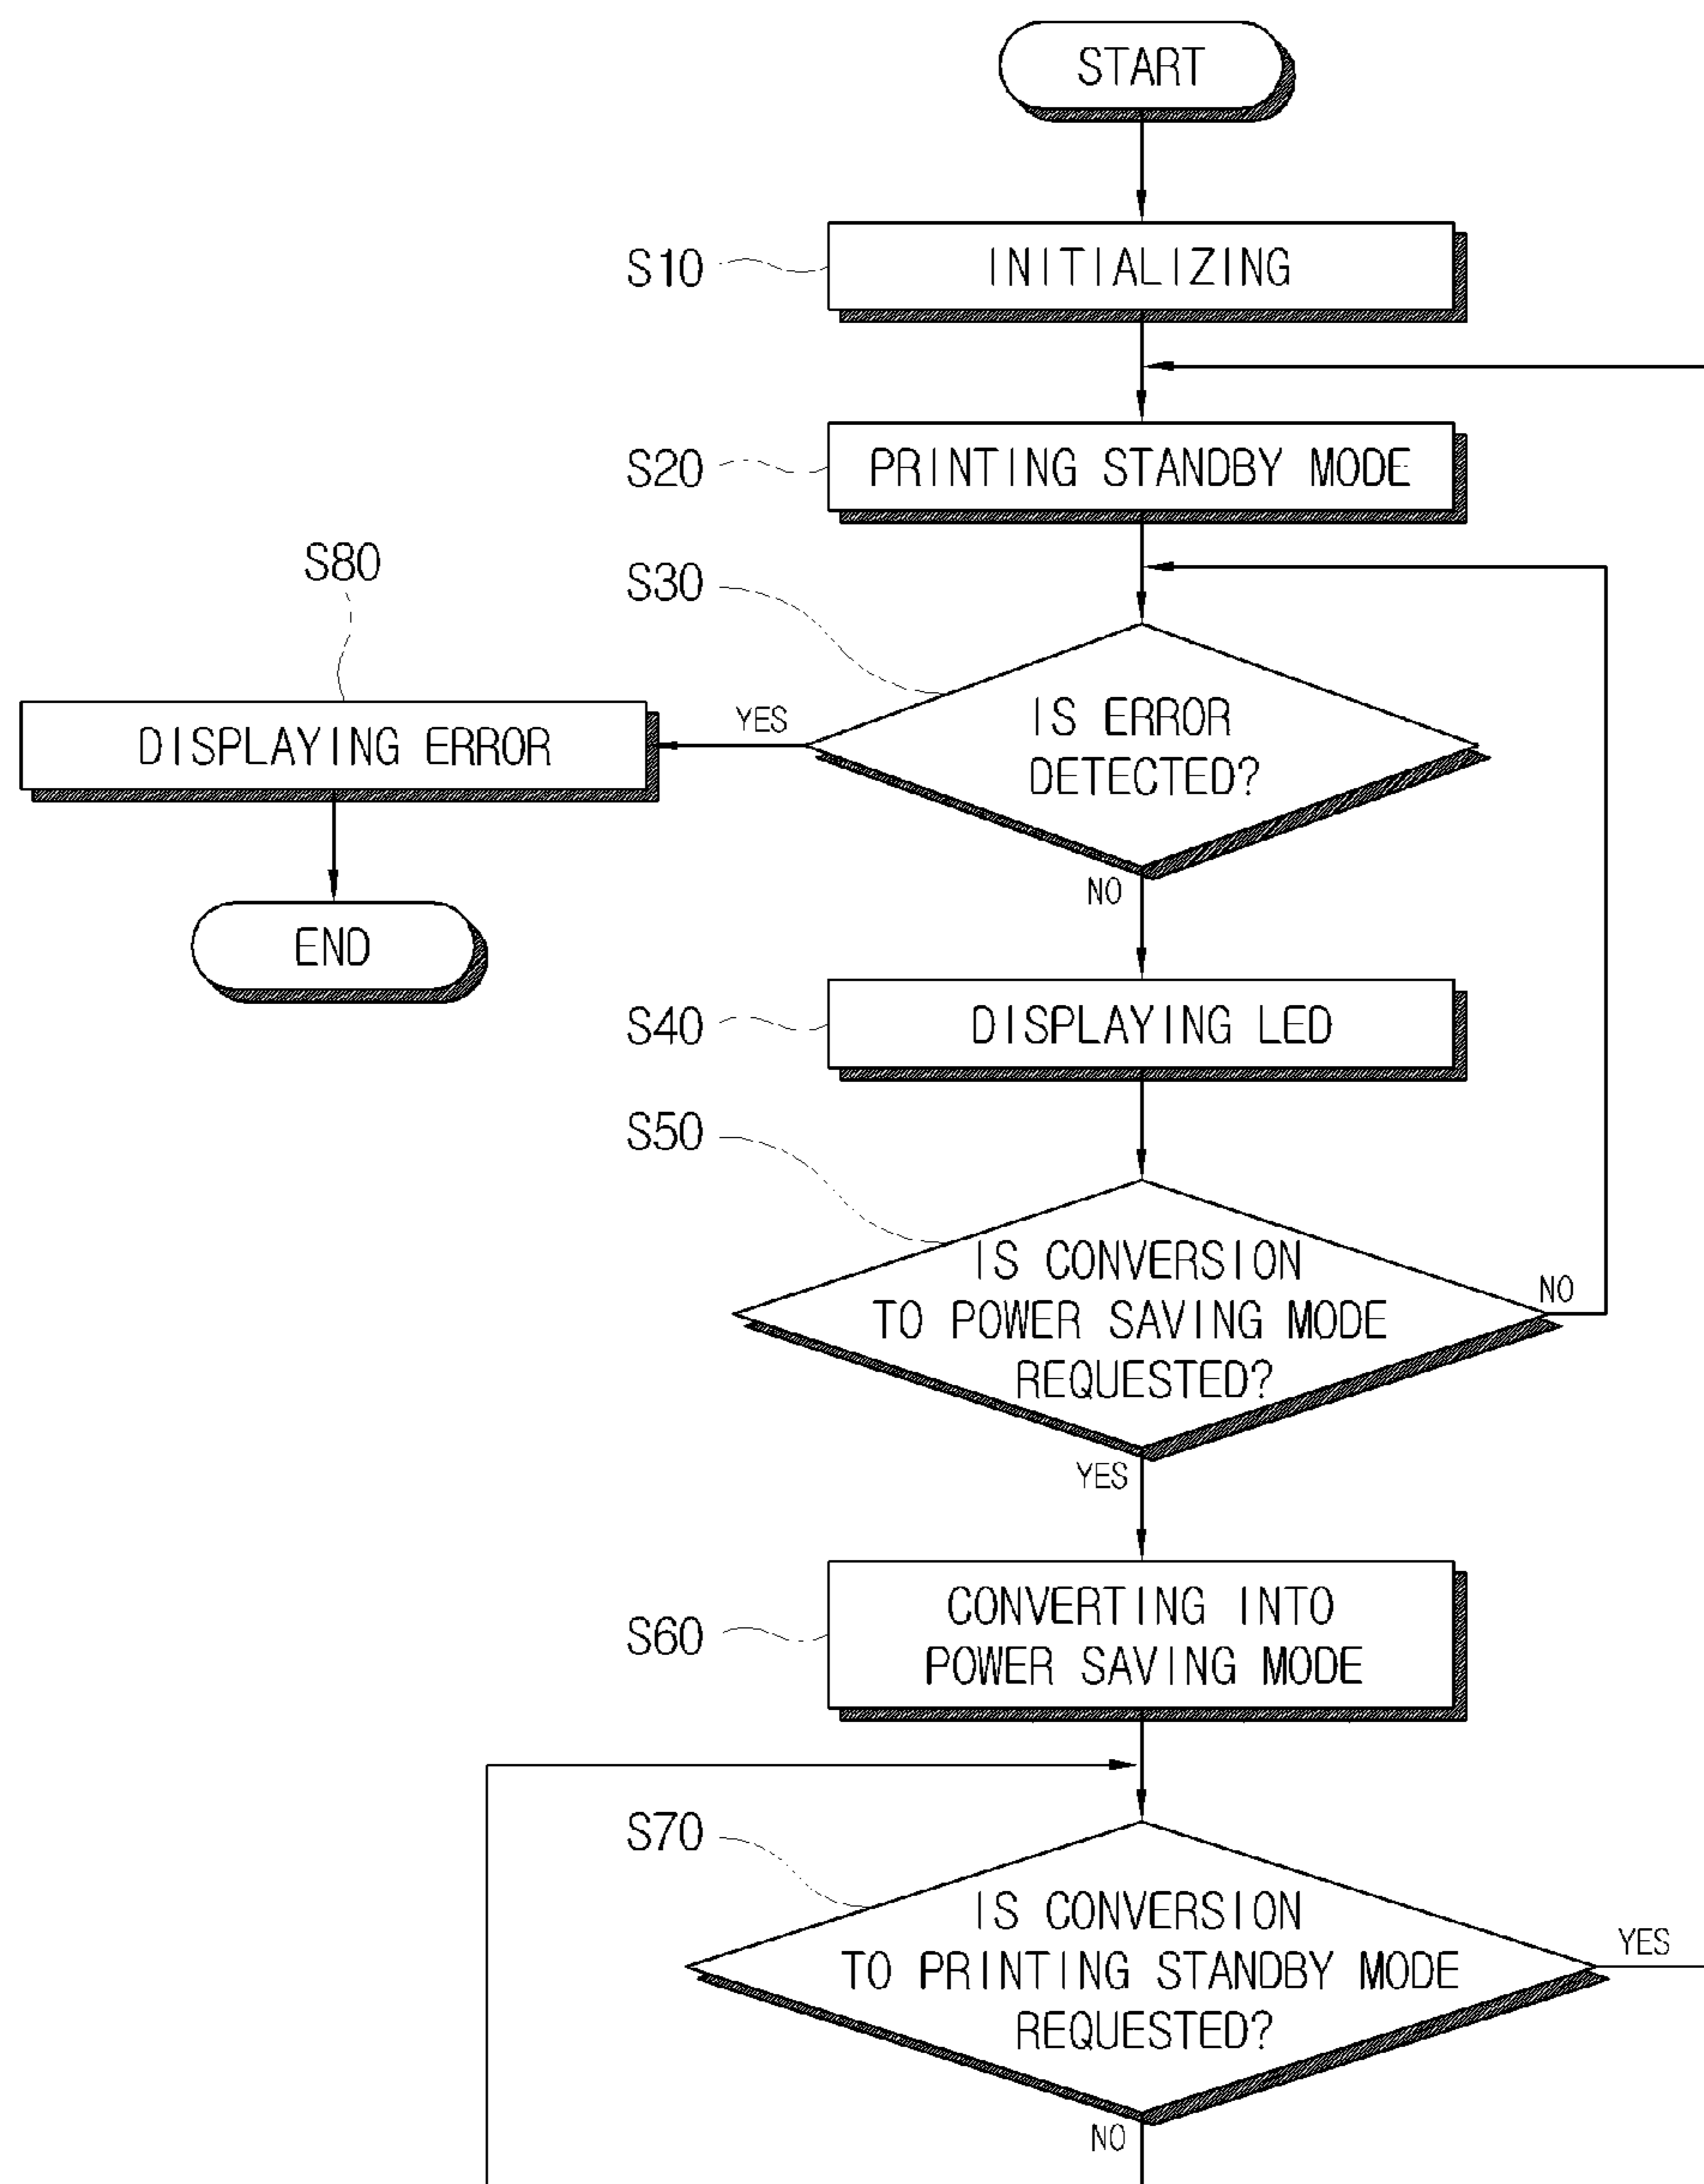 START
S10
INITIALIZING
S20
PRINTING STANDBY MODE
S80
S30
DISPLAYING ERROR
YES
IS ERROR
DETECTED?
NO
END
S40
DISPLAYING LED
S50
IS CONVERSION
TO POWER SAVING MODE
REQUESTED?
NO
YES
S60
CONVERTING INTO
POWER SAVING MODE
S70
IS CONVERSION
TO PRINTING STANDBY MODE
REQUESTED?
YES
NO